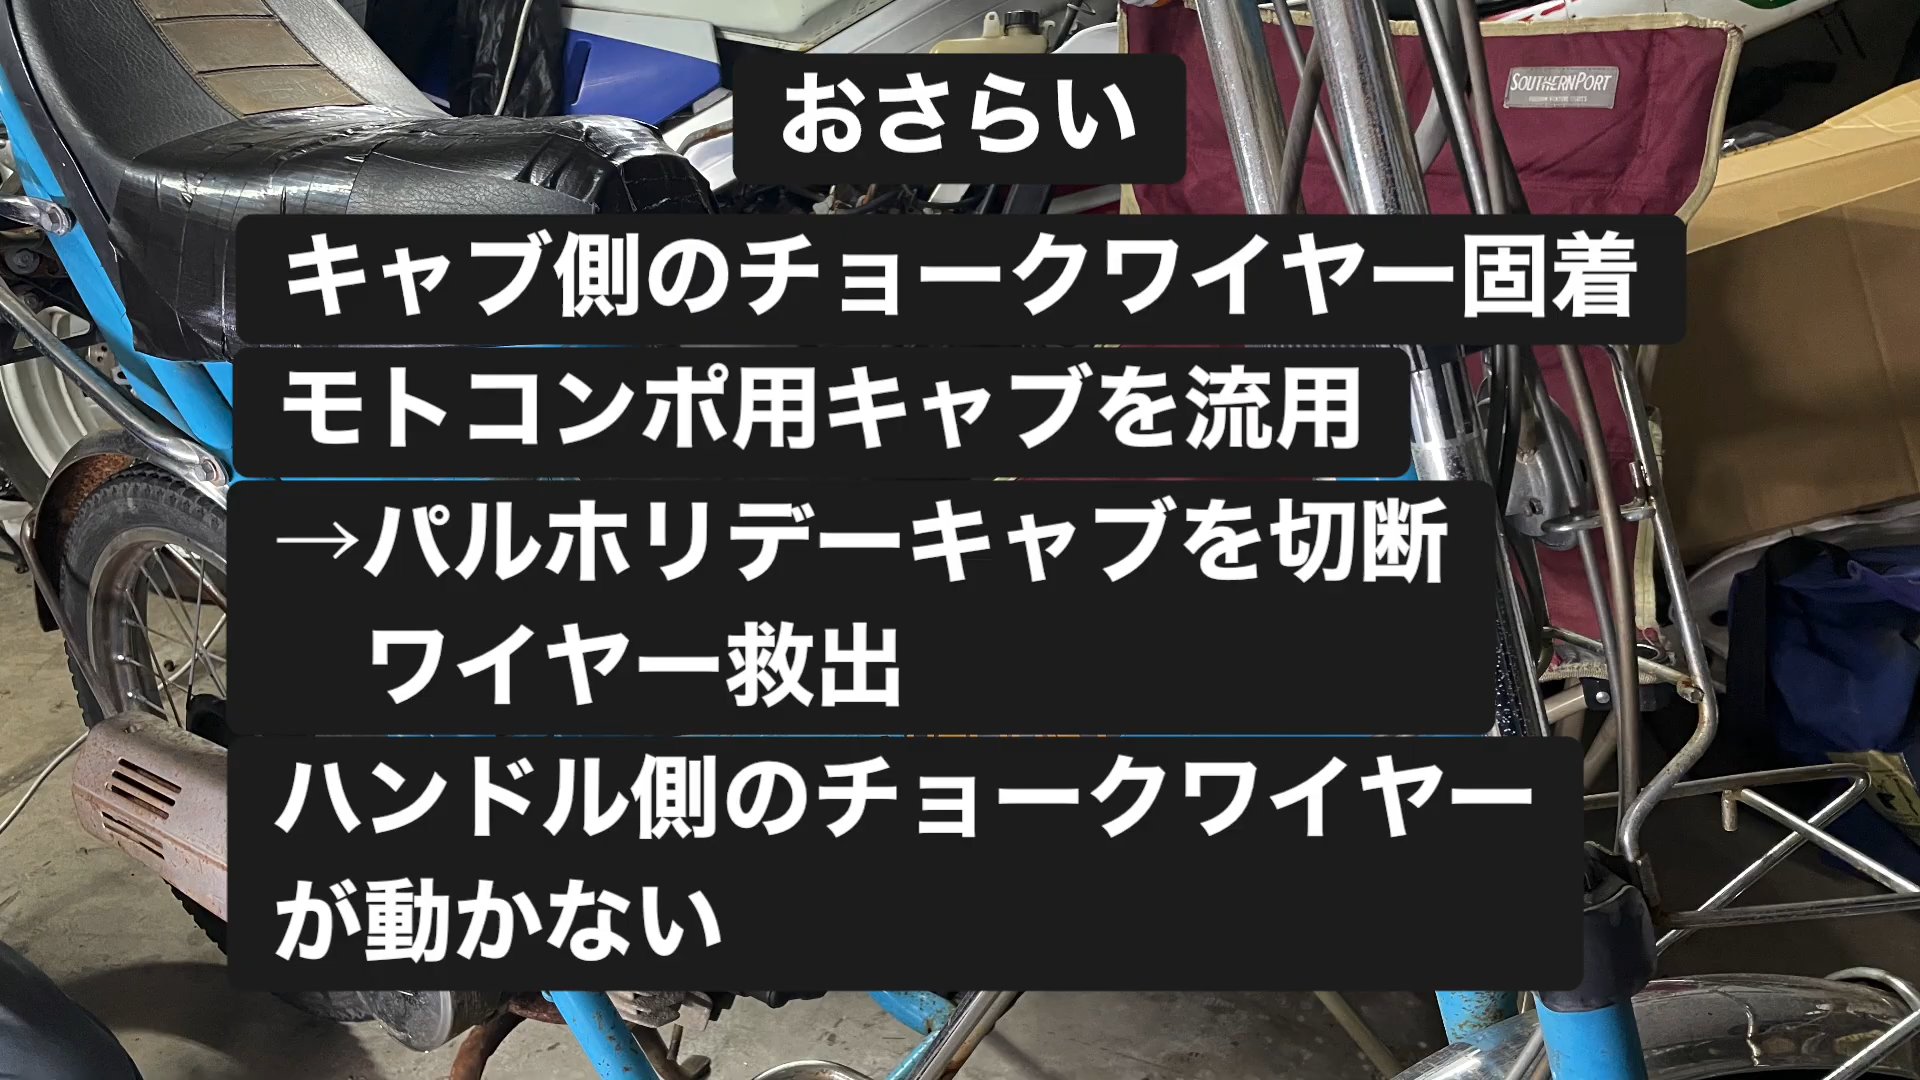 おさらい
SOUTHERNPORT
キャブ側のチョークワイヤー固着
モトコンポ用キャブを流用
→パルホリデーキャブを切断
ワイヤー救出
ハンドル側のチョークワイヤー
が動かない